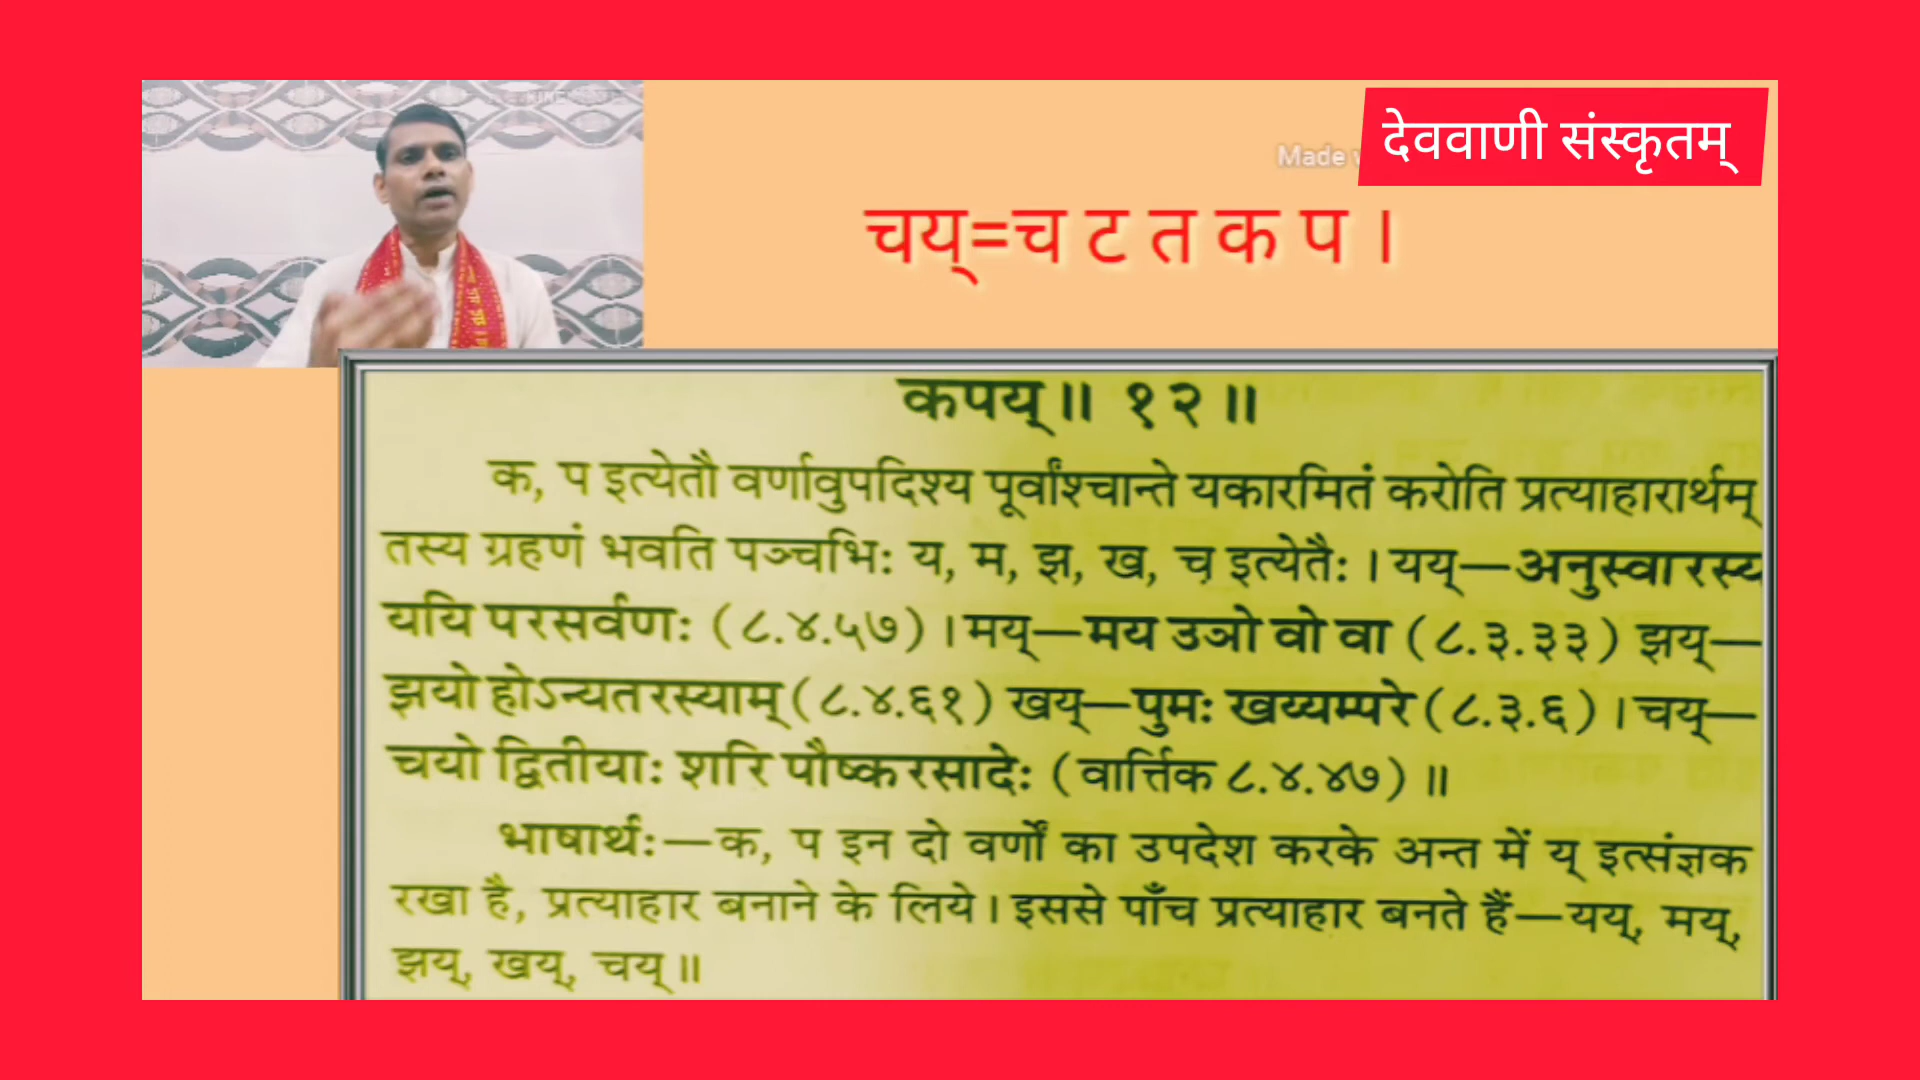 देववाणी संस्कृतम्
Made
चय्=च ट त क प ।
कपय्॥ १२॥
क, प इत्येतौ वर्णावुपदिश्य पूर्वांश्चान्ते यकारमितं करोति प्रत्याहारार्थम्
तस्य ग्रहणं भवति पञ्चभिः य, म, झ, ख, च इत्येतैः । यय्—अनुस्वारस्य
ययि परसर्वणः (८.४.५७) । मय्—मय उञो वो वा (८.३.३३) झय्—
झयो होऽन्यतरस्याम् (८.४.६१) खय्—पुमः खय्यम्परे (८.३.६) । चय्—
चयो द्वितीयाः शरि पौष्करसादेः (वार्त्तिक ८.४.४७) ॥
भाषार्थः—क, प इन दो वर्णों का उपदेश करके अन्त में य् इत्संज्ञक
रखा है, प्रत्याहार बनाने के लिये । इससे पाँच प्रत्याहार बनते हैं—यय्, मय्,
झय्, खय्, चय् ॥